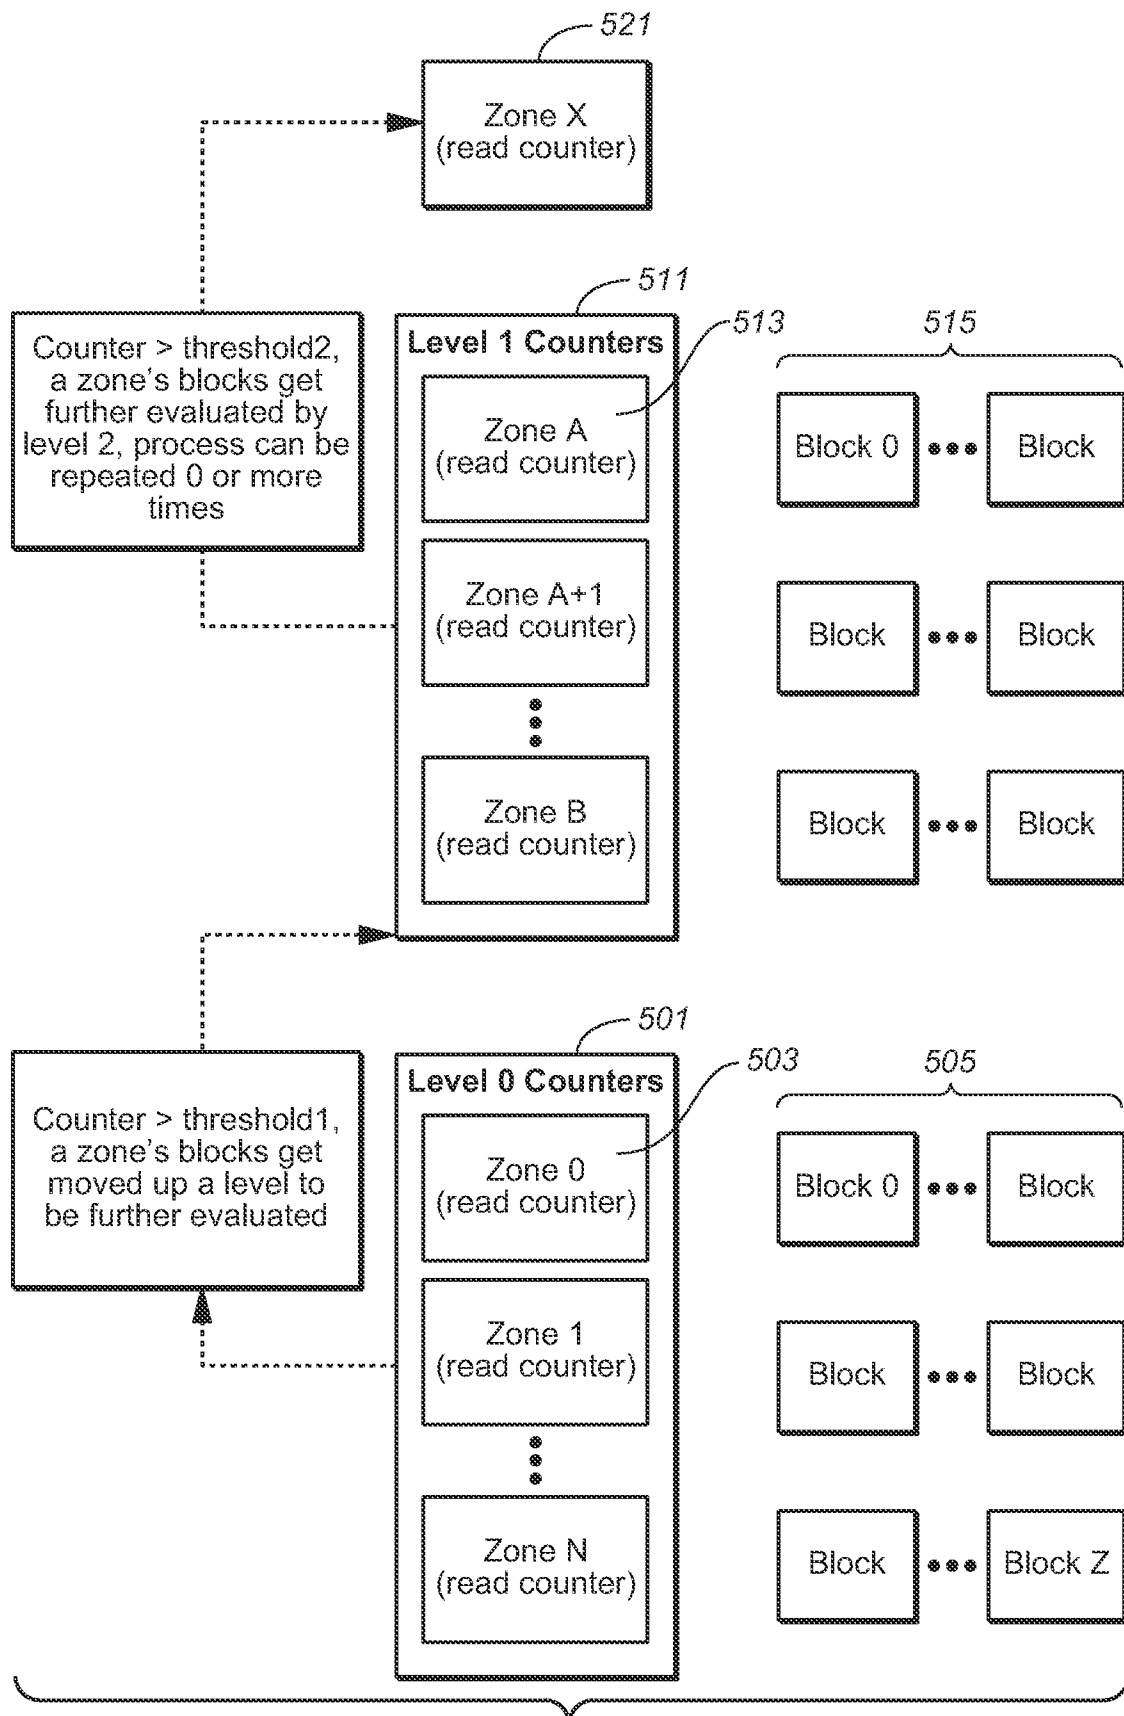 521
Zone X
(read counter)
511
Counter > threshold2,
a zone's blocks get
further evaluated by
level 2, process can be
repeated 0 or more
times
Level 1 Counters
513
Zone A
(read counter)
Zone A+1
(read counter)
Zone B
(read counter)
515
Block 0 ••• Block
Block ••• Block
Block ••• Block
501
Counter > threshold1,
a zone's blocks get
moved up a level to
be further evaluated
Level 0 Counters
503
Zone 0
(read counter)
Zone 1
(read counter)
Zone N
(read counter)
505
Block 0 ••• Block
Block ••• Block
Block ••• Block Z